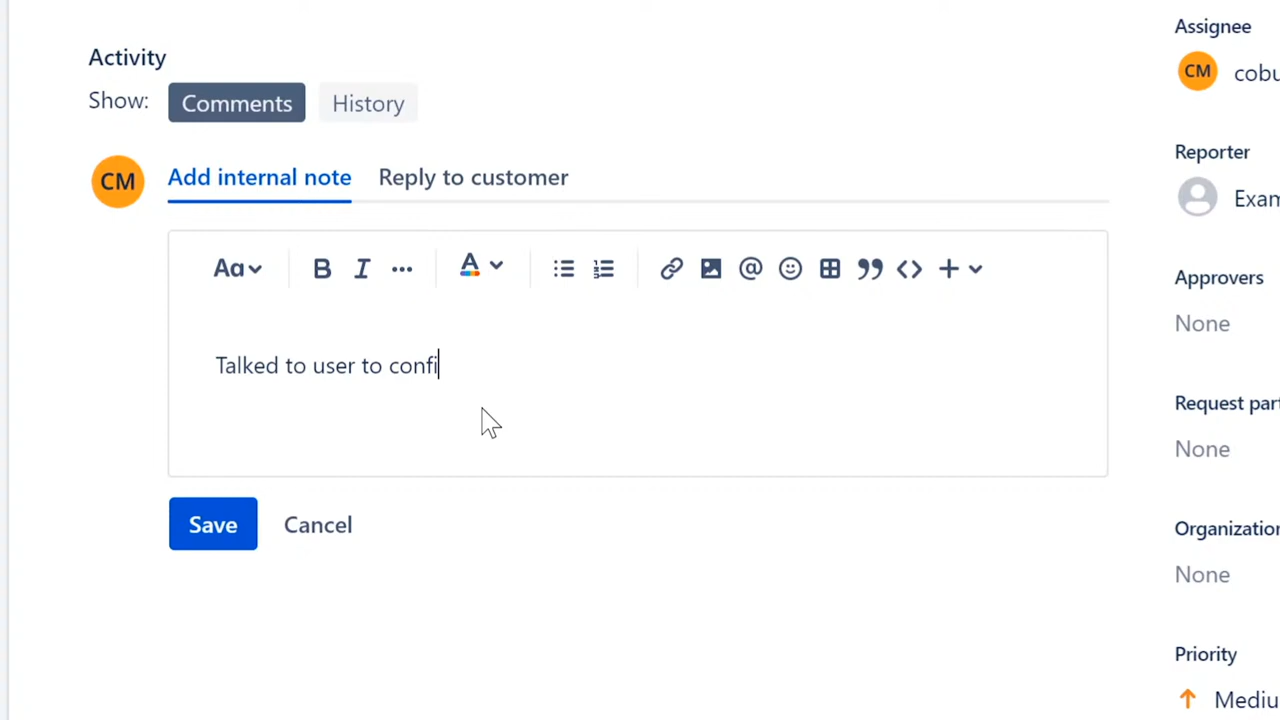 Activity
Show: Comments History
CM Add internal note Reply to customer
Aa B I ... A @ + 
Talked to user to confi
Save Cancel
Assignee
CM cobu
Reporter
Exam
Approvers
None
Request part
None
Organization
None
Priority
Mediu